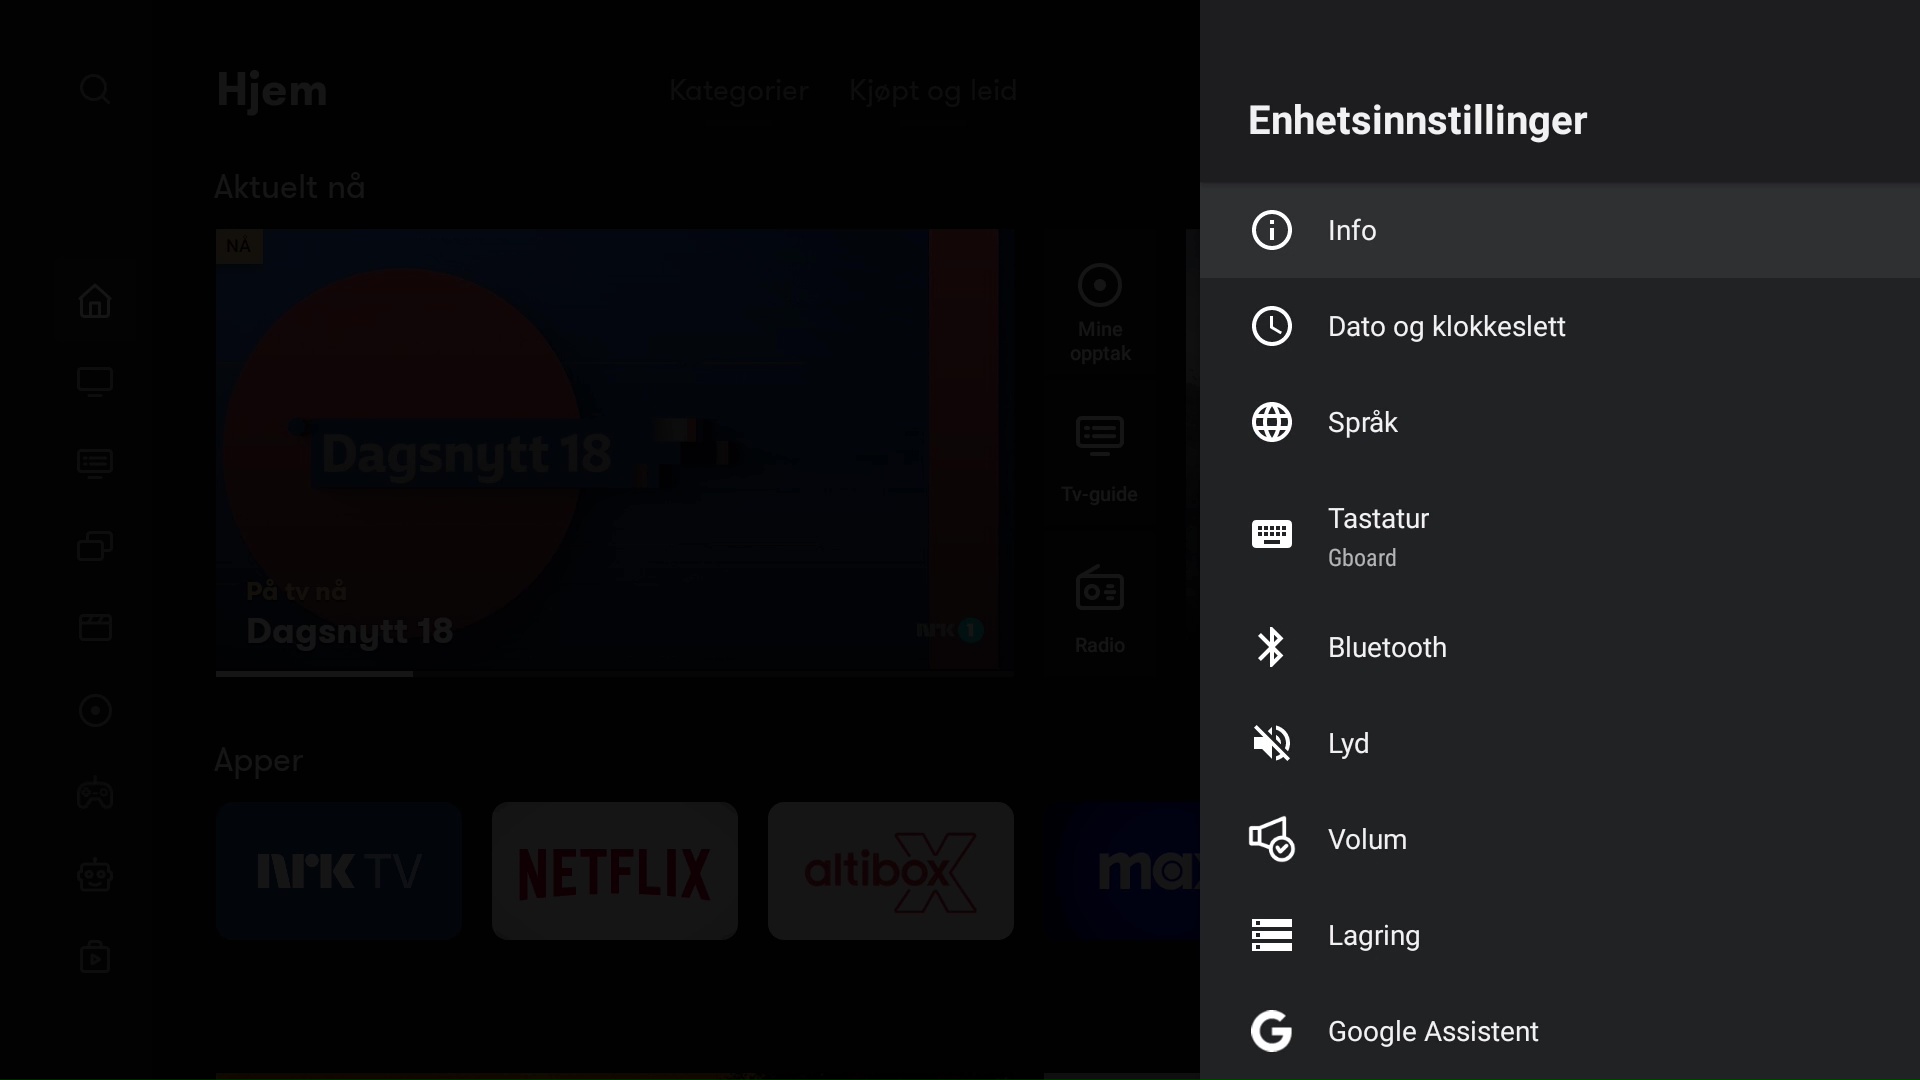 Hjem
Kategorier
Kjøpt og leid
Aktuelt nå
NÅ
Dagsnytt 18
På tv nå
Dagsnytt 18
nrk 1
Mine
opptak
Tv-guide
Radio
Apper
nrk TV
NETFLIX
altibox
max
Enhetsinnstillinger
Info
Dato og klokkeslett
Språk
Tastatur
Gboard
Bluetooth
Lyd
Volum
Lagring
Google Assistent